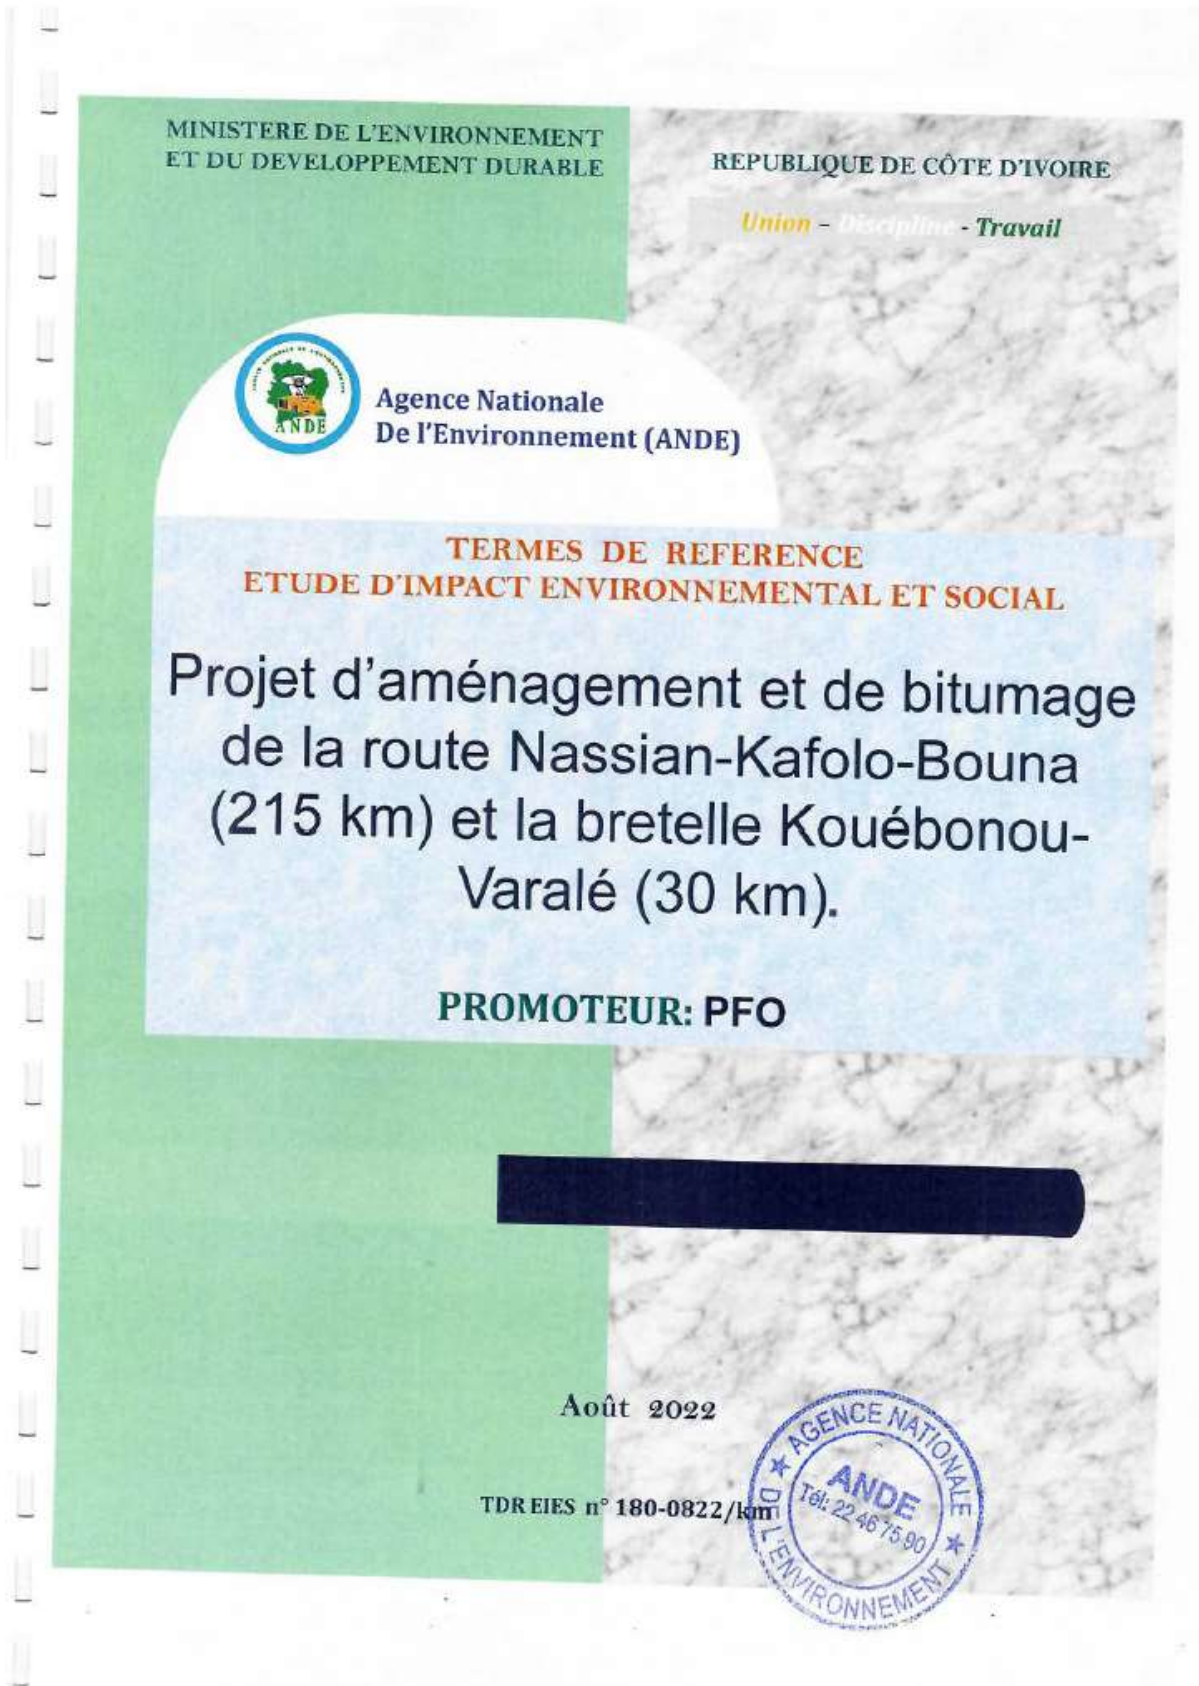 MINISTERE DE L'ENVIRONNEMENT
ET DU DEVELOPPEMENT DURABLE
REPUBLIQUE DE CÔTE D'IVOIRE
Union – Discipline - Travail
ANDE
Agence Nationale
De l'Environnement (ANDE)
TERMES DE REFERENCE
ETUDE D'IMPACT ENVIRONNEMENTAL ET SOCIAL
Projet d'aménagement et de bitumage
de la route Nassian-Kafolo-Bouna
(215 km) et la bretelle Kouébonou-
Varalé (30 km).
PROMOTEUR: PFO
Août 2022
TDR EIES n° 180-0822/km
AGENCE NATIONALE
DE L'ENVIRONNEMENT
ANDE
Tél: 22 46 75 90